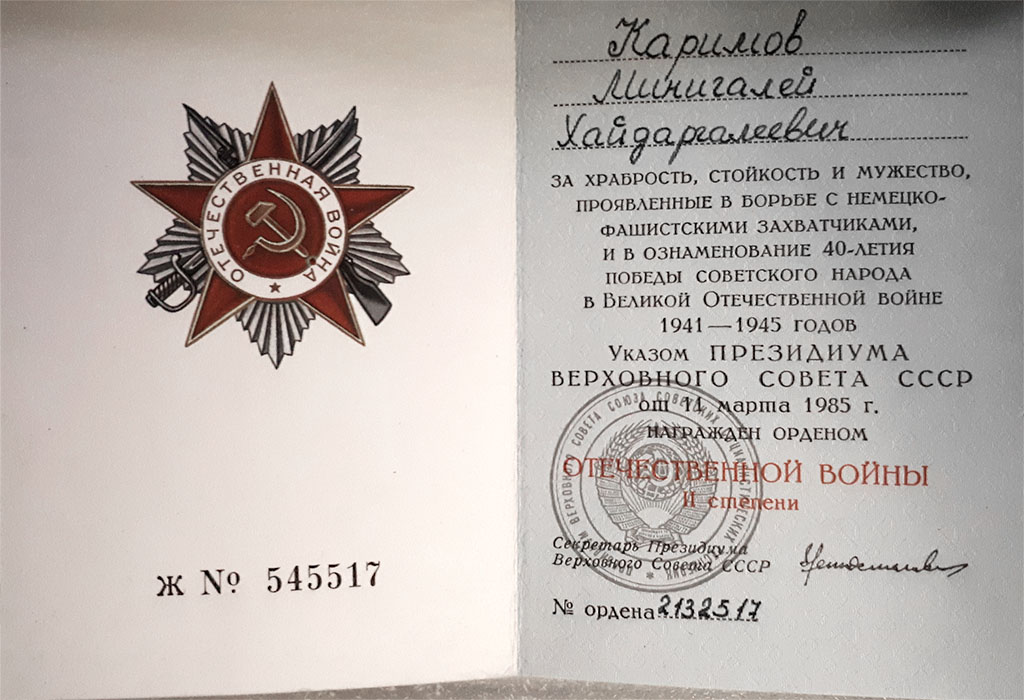 ОТЕЧЕСТВЕННАЯ ВОЙНА
Ж № 545517
Каримов
Минигалей
Хайдаргалеевич
ЗА ХРАБРОСТЬ, СТОЙКОСТЬ И МУЖЕСТВО,
ПРОЯВЛЕННЫЕ В БОРЬБЕ С НЕМЕЦКО-
ФАШИСТСКИМИ ЗАХВАТЧИКАМИ,
И В ОЗНАМЕНОВАНИЕ 40-ЛЕТИЯ
ПОБЕДЫ СОВЕТСКОГО НАРОДА
В ВЕЛИКОЙ ОТЕЧЕСТВЕННОЙ ВОЙНЕ
1941—1945 ГОДОВ
УКАЗОМ ПРЕЗИДИУМА
ВЕРХОВНОГО СОВЕТА СССР
от 11 марта 1985 г.
НАГРАЖДЕН ОРДЕНОМ
ОТЕЧЕСТВЕННОЙ ВОЙНЫ
II степени
Секретарь Президиума
Верховного Совета СССР
№ ордена 2132517